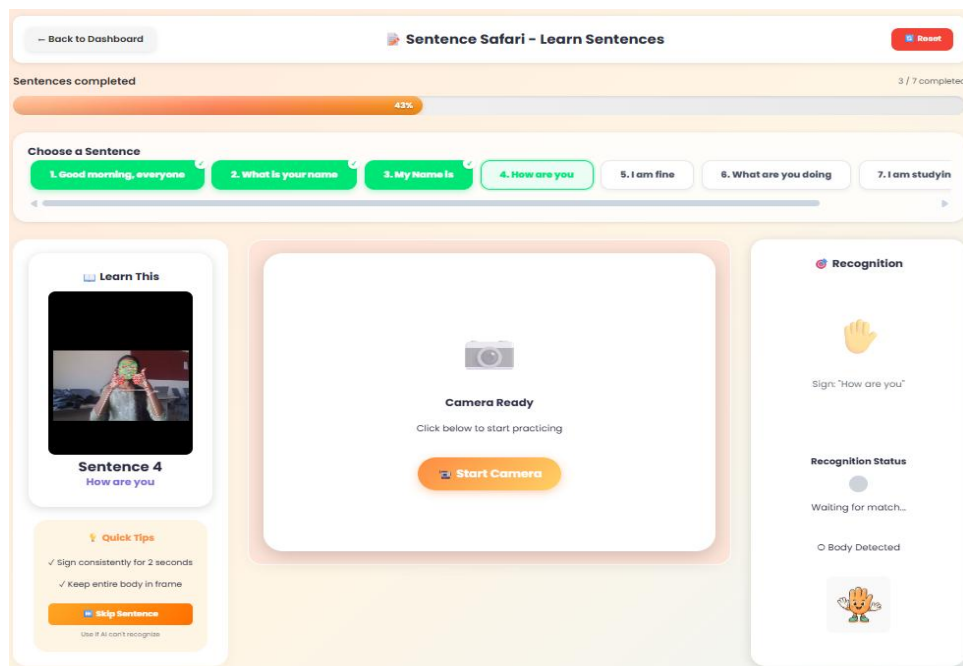 ← Back to Dashboard
📝 Sentence Safari - Learn Sentences
Reset
Sentences completed
3 / 7 completed
43%
Choose a Sentence
1. Good morning, everyone
2. What is your name
3. My Name is
4. How are you
5. I am fine
6. What are you doing
7. I am studyin
Learn This
Sentence 4
How are you
Quick Tips
✓ Sign consistently for 2 seconds
✓ Keep entire body in frame
Skip Sentence
Use if AI can't recognize
Camera Ready
Click below to start practicing
Start Camera
Recognition
Sign: "How are you"
Recognition Status
Waiting for match...
○ Body Detected